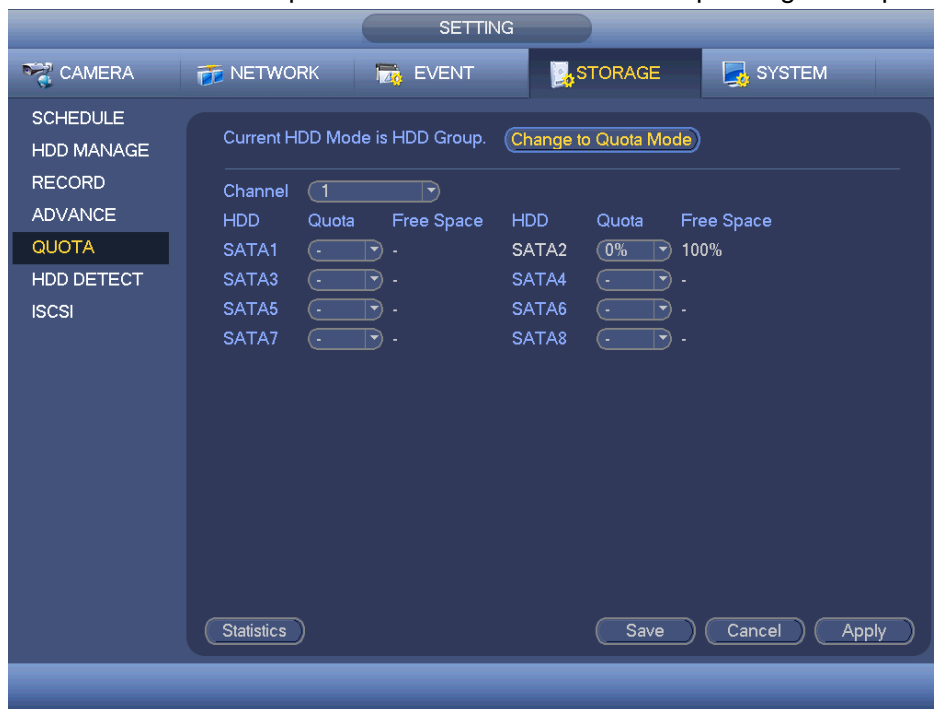 SETTING
CAMERA NETWORK EVENT STORAGE SYSTEM
SCHEDULE
HDD MANAGE
RECORD
ADVANCE
QUOTA
HDD DETECT
ISCSI
Current HDD Mode is HDD Group. Change to Quota Mode
Channel 1
HDD Quota Free Space HDD Quota Free Space
SATA1 - - SATA2 0% 100%
SATA3 - - SATA4 - -
SATA5 - - SATA6 - -
SATA7 - - SATA8 - -
Statistics Save Cancel Apply